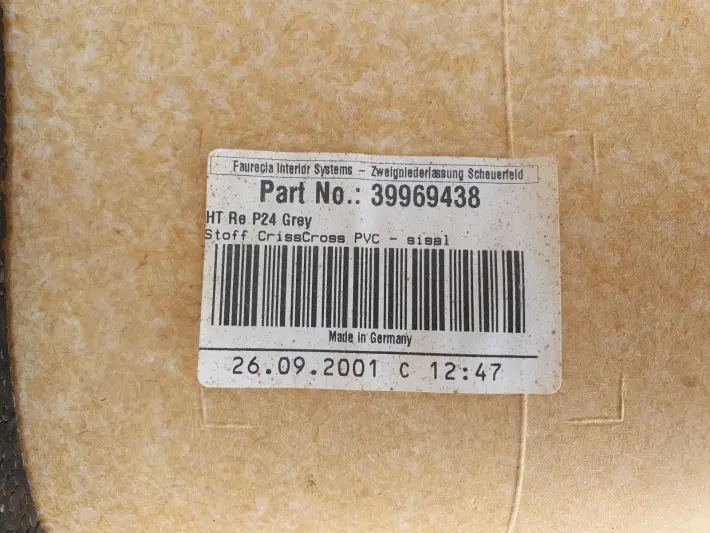 Faurecia Interior Systems - Zweigniederlassung Scheuerfeld
Part No.: 39969438
HT Re P24 Grey
Stoff CrissCross PVC - sisal
Made in Germany
26.09.2001 C 12:47